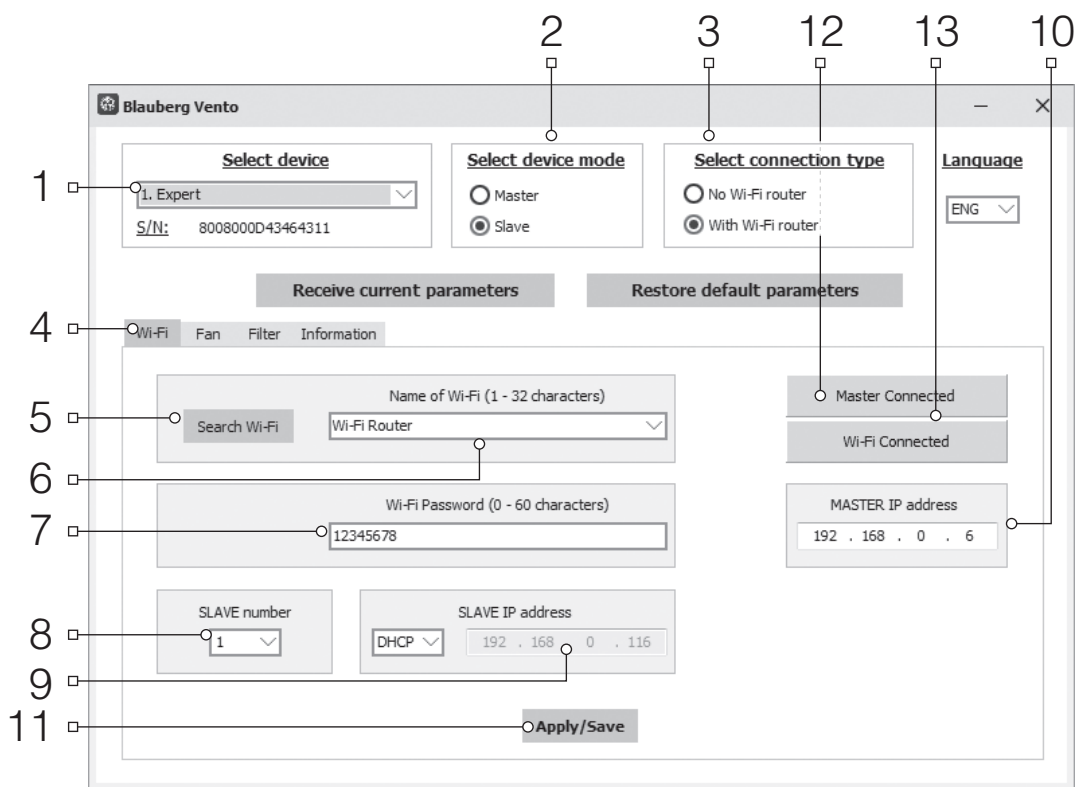 2 3 12 13 10
Blauberg Vento
Select device
Select device mode
Select connection type
Language
1
1. Expert
Master
No Wi-Fi router
ENG
S/N: 8008000D43464311
Slave
With Wi-Fi router
Receive current parameters
Restore default parameters
4
Wi-Fi Fan Filter Information
5
Name of Wi-Fi (1 - 32 characters)
Master Connected
Search Wi-Fi
Wi-Fi Router
Wi-Fi Connected
6
7
Wi-Fi Password (0 - 60 characters)
MASTER IP address
12345678
192 . 168 . 0 . 6
8
SLAVE number
SLAVE IP address
1
DHCP
192 . 168 . 0 . 116
9
11
Apply/Save